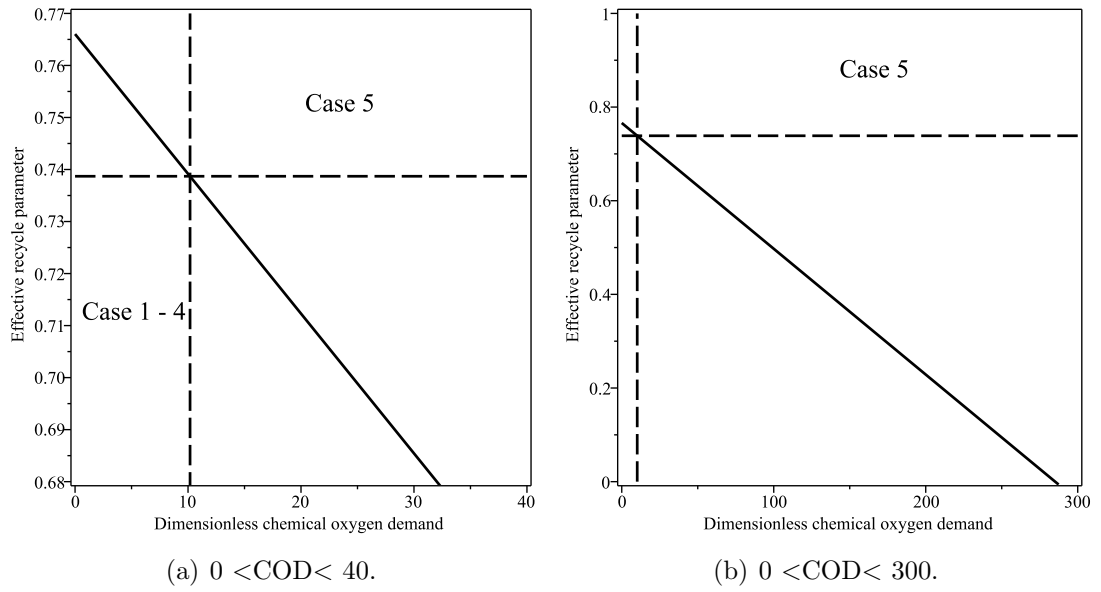 0.77
0.76
0.75
0.74
0.73
0.72
0.71
0.70
0.69
0.68
Effective recycle parameter
Case 5
Case 1 - 4
0 10 20 30 40
Dimensionless chemical oxygen demand
(a) 0 <COD< 40.
1
0.8
0.6
0.4
0.2
0
Effective recycle parameter
Case 5
0 100 200 300
Dimensionless chemical oxygen demand
(b) 0 <COD< 300.